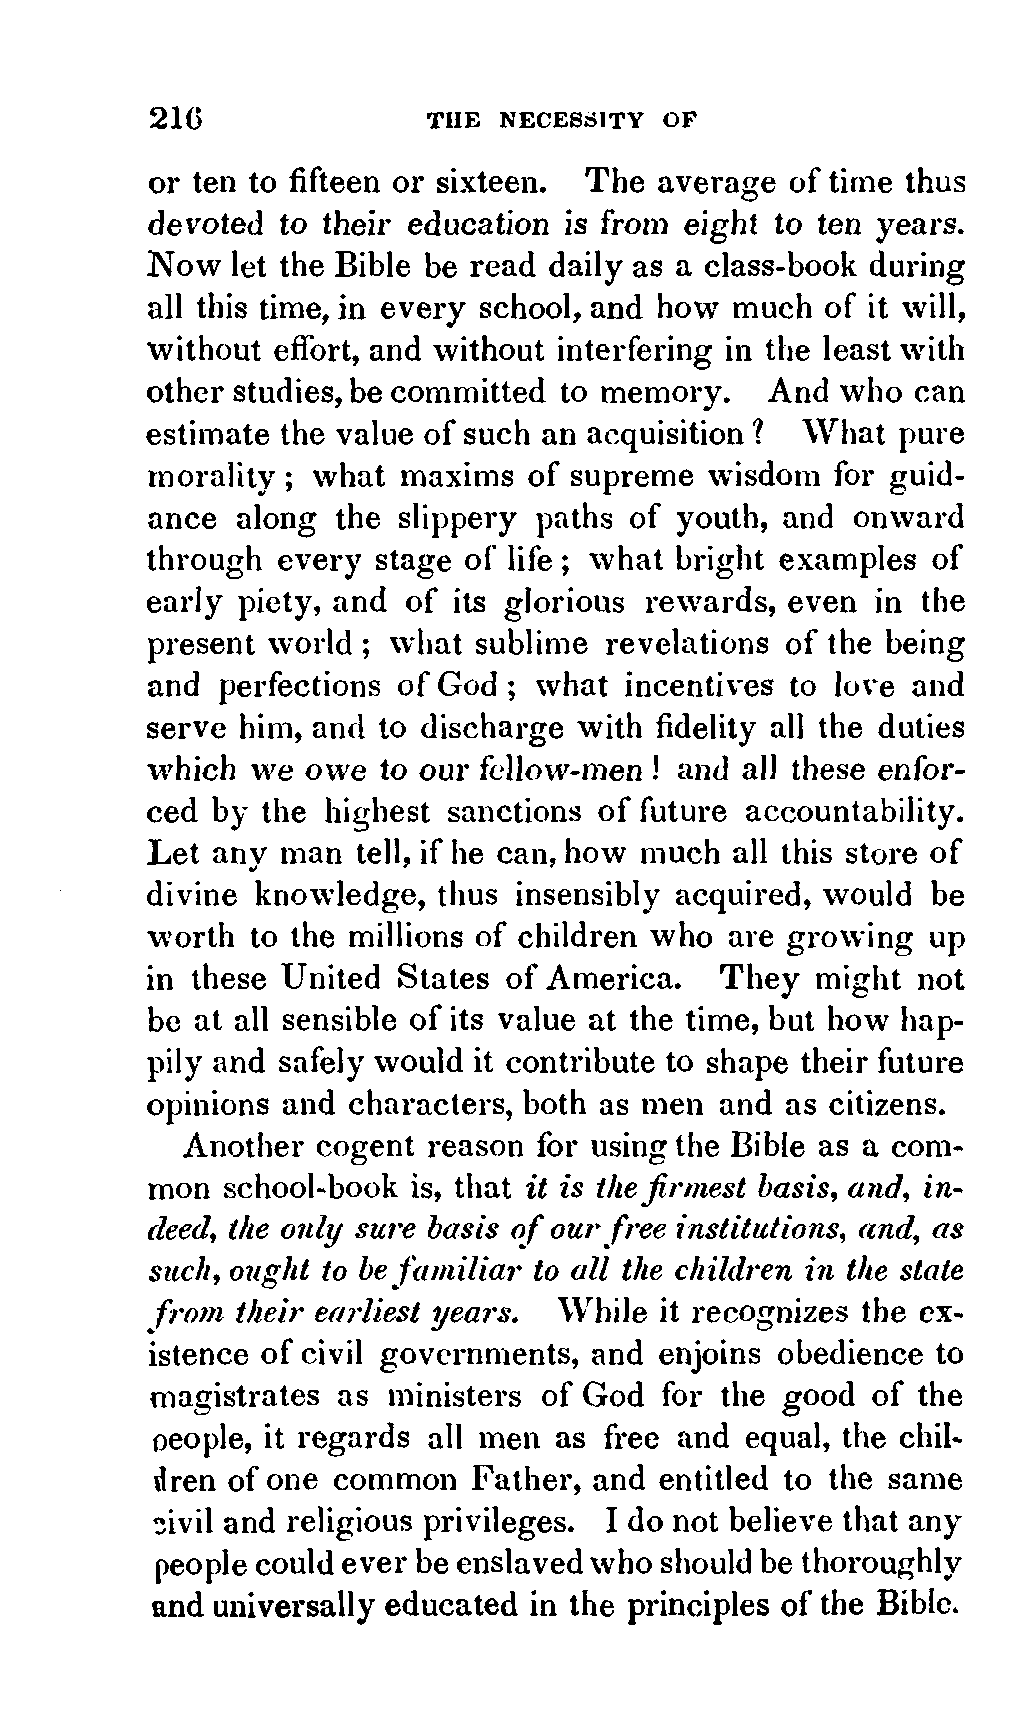 216 THE NECESSITY OF
or ten to fifteen or sixteen. The average of time thus
devoted to their education is from eight to ten years.
Now let the Bible be read daily as a class-book during
all this time, in every school, and how much of it will,
without effort, and without interfering in the least with
other studies, be committed to memory. And who can
estimate the value of such an acquisition? What pure
morality; what maxims of supreme wisdom for guid-
ance along the slippery paths of youth, and onward
through every stage of life; what bright examples of
early piety, and of its glorious rewards, even in the
present world; what sublime revelations of the being
and perfections of God; what incentives to love and
serve him, and to discharge with fidelity all the duties
which we owe to our fellow-men! and all these enfor-
ced by the highest sanctions of future accountability.
Let any man tell, if he can, how much all this store of
divine knowledge, thus insensibly acquired, would be
worth to the millions of children who are growing up
in these United States of America. They might not
be at all sensible of its value at the time, but how hap-
pily and safely would it contribute to shape their future
opinions and characters, both as men and as citizens.
Another cogent reason for using the Bible as a com-
mon school-book is, that it is the firmest basis, and, in-
deed, the only sure basis of our free institutions, and, as
such, ought to be familiar to all the children in the state
from their earliest years. While it recognizes the ex-
istence of civil governments, and enjoins obedience to
magistrates as ministers of God for the good of the
people, it regards all men as free and equal, the chil-
dren of one common Father, and entitled to the same
civil and religious privileges. I do not believe that any
people could ever be enslaved who should be thoroughly
and universally educated in the principles of the Bible.